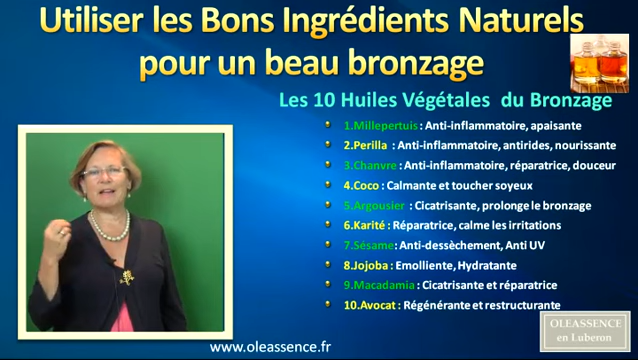 Utiliser les Bons Ingrédients Naturels
pour un beau bronzage
Les 10 Huiles Végétales du Bronzage
1.Millepertuis : Anti-inflammatoire, apaisante
2.Perilla : Anti-inflammatoire, antirides, nourissante
3.Chanvre : Anti-inflammatoire, réparatrice, douceur
4.Coco : Calmante et toucher soyeux
5.Argousier : Cicatrisante, prolonge le bronzage
6.Karité : Réparatrice, calme les irritations
7.Sésame : Anti-dessèchement, Anti UV
8.Jojoba : Emolliente, Hydratante
9.Macadamia : Cicatrisante et réparatrice
10.Avocat : Régénérante et restructurante
www.oleassence.fr
OLEASSENCE
en Luberon